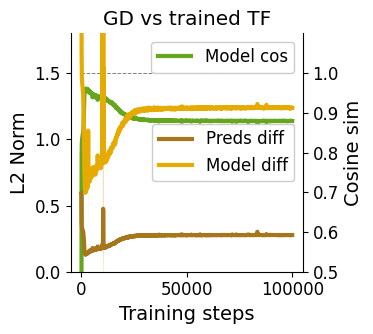 GD vs trained TF
Model cos
Preds diff
Model diff
L2 Norm
1.5
1.0
0.5
0.0
1.0
0.9
0.8
0.7
0.6
0.5
Cosine sim
0
50000
100000
Training steps